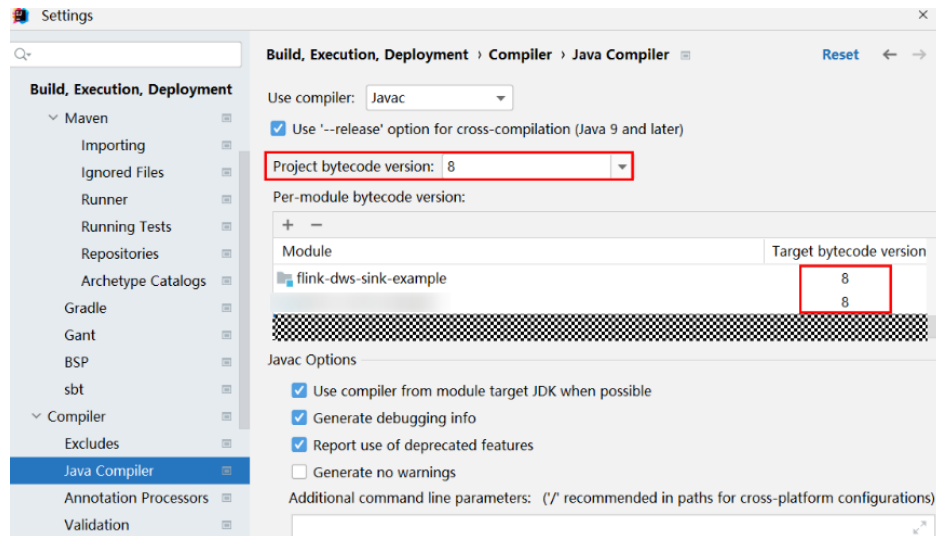 Settings
Build, Execution, Deployment
Maven
Importing
Ignored Files
Runner
Running Tests
Repositories
Archetype Catalogs
Gradle
Gant
BSP
sbt
Compiler
Excludes
Java Compiler
Annotation Processors
Validation
Build, Execution, Deployment › Compiler › Java Compiler
Reset
Use compiler: Javac
Use '--release' option for cross-compilation (Java 9 and later)
Project bytecode version: 8
Per-module bytecode version:
Module Target bytecode version
flink-dws-sink-example 8
8
Javac Options
Use compiler from module target JDK when possible
Generate debugging info
Report use of deprecated features
Generate no warnings
Additional command line parameters: ('/' recommended in paths for cross-platform configurations)